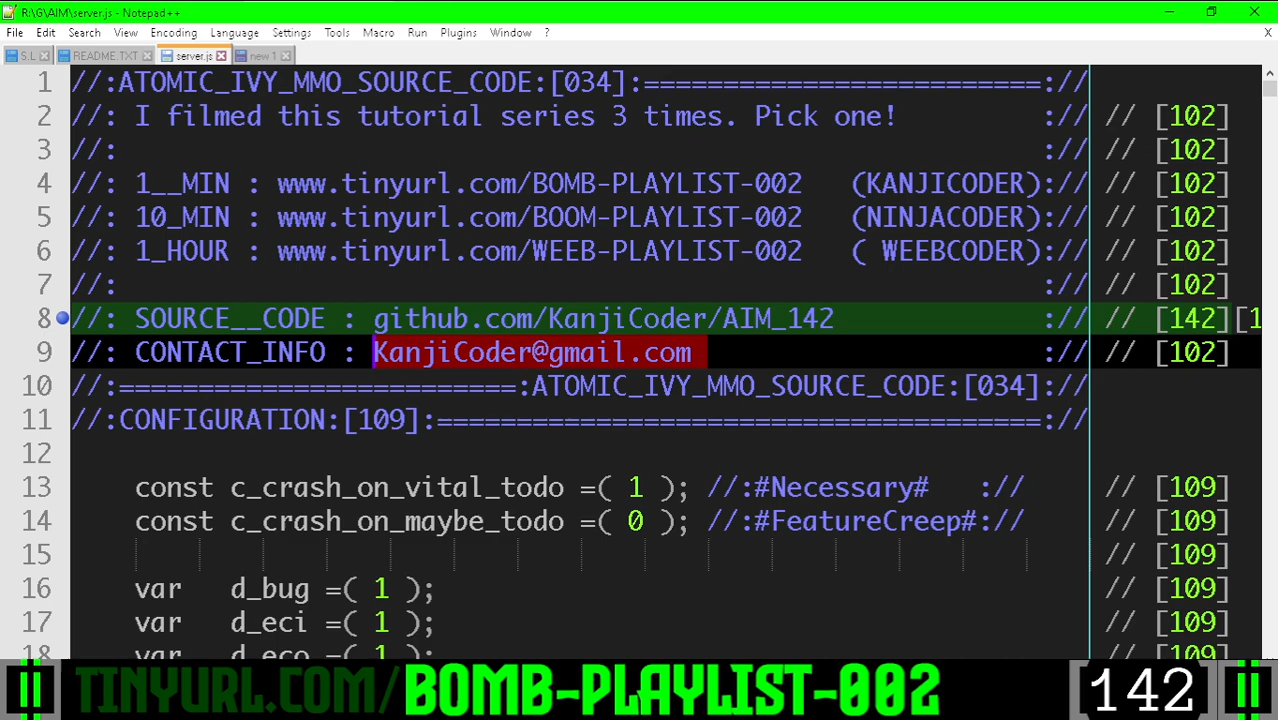 R:\G\AIM\server.js - Notepad++
File Edit Search View Encoding Language Settings Tools Macro Run Plugins Window ? X
S.L README.TXT server.js new 1
1 //:ATOMIC_IVY_MMO_SOURCE_CODE:[034]:=========================://
2 //: I filmed this tutorial series 3 times. Pick one! :// // [102]
3 //: :// // [102]
4 //: 1__MIN : www.tinyurl.com/BOMB-PLAYLIST-002 (KANJICODER):// // [102]
5 //: 10_MIN : www.tinyurl.com/BOOM-PLAYLIST-002 (NINJACODER):// // [102]
6 //: 1_HOUR : www.tinyurl.com/WEEB-PLAYLIST-002 ( WEEBCODER):// // [102]
7 //: :// // [102]
8 //: SOURCE__CODE : github.com/KanjiCoder/AIM_142 :// // [142][1
9 //: CONTACT_INFO : KanjiCoder@gmail.com :// // [102]
10 //:=========================:ATOMIC_IVY_MMO_SOURCE_CODE:[034]://
11 //:CONFIGURATION:[109]:======================================://
12
13 const c_crash_on_vital_todo =( 1 ); //:#Necessary# :// // [109]
14 const c_crash_on_maybe_todo =( 0 ); //:#FeatureCreep#:// // [109]
15 // [109]
16 var d_bug =( 1 ); // [109]
17 var d_eci =( 1 ); // [109]
18 var d_eco =( 1 ); // [109]
TINYURL.COM/BOMB-PLAYLIST-002 142